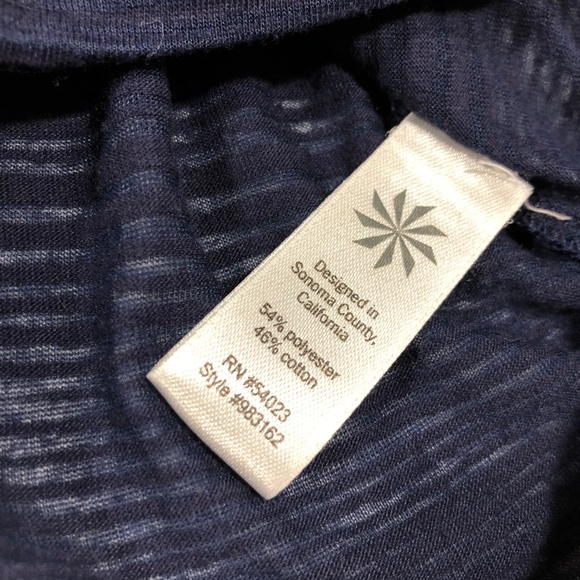 Designed in
Sonoma County,
California
54% polyester
46% cotton
RN #54023
Style #983162